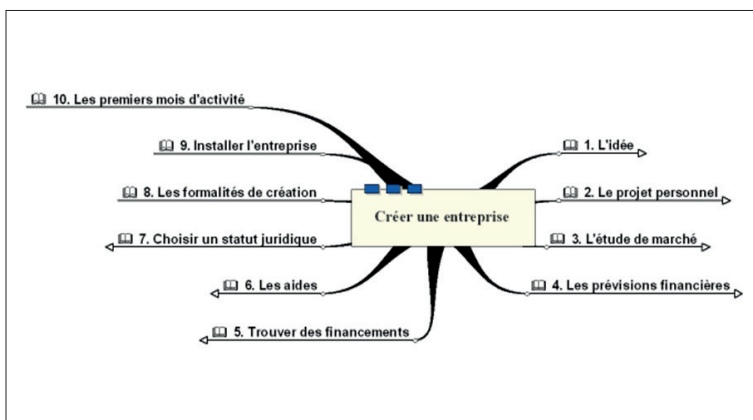 Créer une entreprise
1. L'idée
2. Le projet personnel
3. L'étude de marché
4. Les prévisions financières
5. Trouver des financements
6. Les aides
7. Choisir un statut juridique
8. Les formalités de création
9. Installer l'entreprise
10. Les premiers mois d'activité